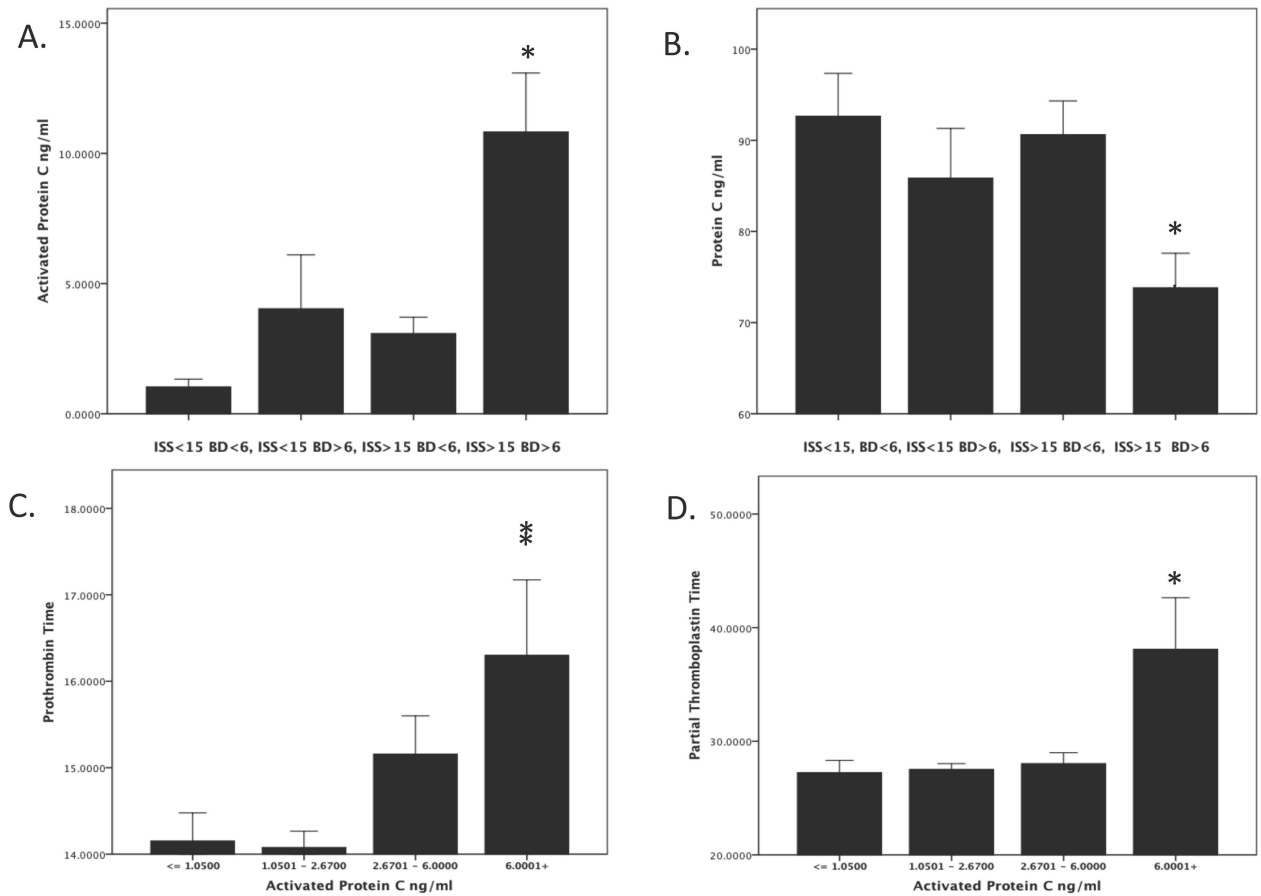 A.
Activated Protein C ng/ml
15.0000
10.0000
5.0000
0.0000
*
ISS<15 BD<6, ISS<15 BD>6, ISS>15 BD<6, ISS>15 BD>6
B.
Protein C ng/ml
100
90
80
70
60
*
ISS<15, BD<6, ISS<15 BD>6, ISS>15 BD<6, ISS>15 BD>6
C.
Prothrombin Time
18.0000
17.0000
16.0000
15.0000
14.0000
*
*
<= 1.0500 1.0501 - 2.6700 2.6701 - 6.0000 6.0001+
Activated Protein C ng/ml
D.
Partial Thromboplastin Time
50.0000
40.0000
30.0000
20.0000
*
<= 1.0500 1.0501 - 2.6700 2.6701 - 6.0000 6.0001+
Activated Protein C ng/ml